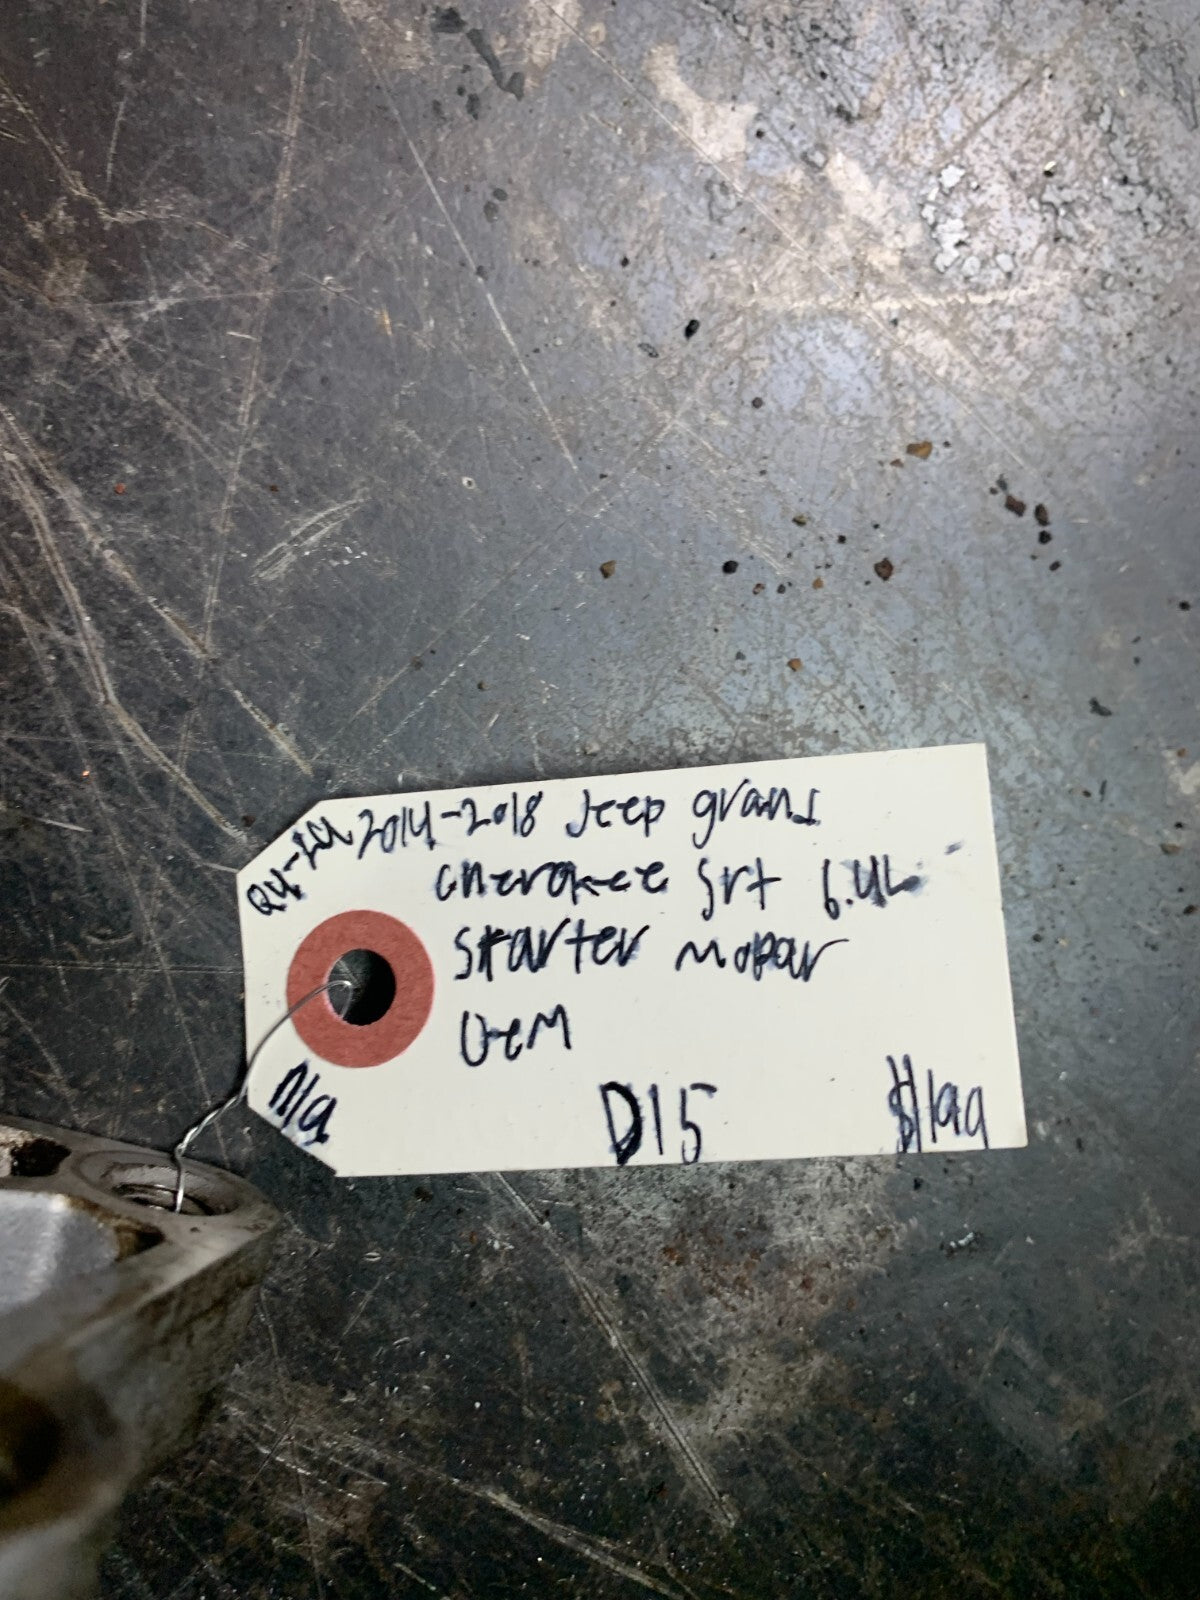 2014-2018 Jeep grand
cherokee Srt 6.4L
Starter mopar
OEM
D15
$199
n/a